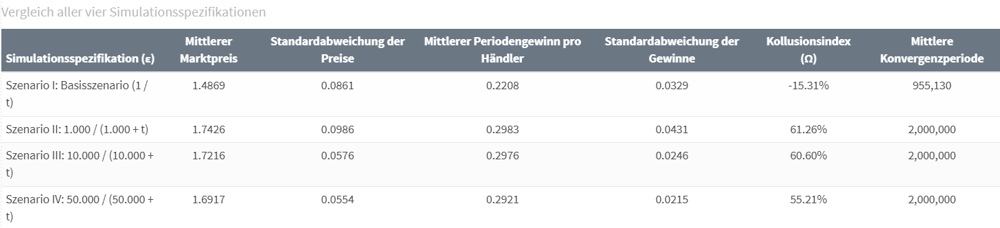 Vergleich aller vier Simulationsspezifikationen
Simulationsspezifikation (ε) Mittlerer Marktpreis Standardabweichung der Preise Mittlerer Periodengewinn pro Händler Standardabweichung der Gewinne Kollusionsindex (Ω) Mittlere Konvergenzperiode
Szenario I: Basisszenario (1 / t) 1.4869 0.0861 0.2208 0.0329 -15.31% 955,130
Szenario II: 1.000 / (1.000 + t) 1.7426 0.0986 0.2983 0.0431 61.26% 2,000,000
Szenario III: 10.000 / (10.000 + t) 1.7216 0.0576 0.2976 0.0246 60.60% 2,000,000
Szenario IV: 50.000 / (50.000 + t) 1.6917 0.0554 0.2921 0.0215 55.21% 2,000,000